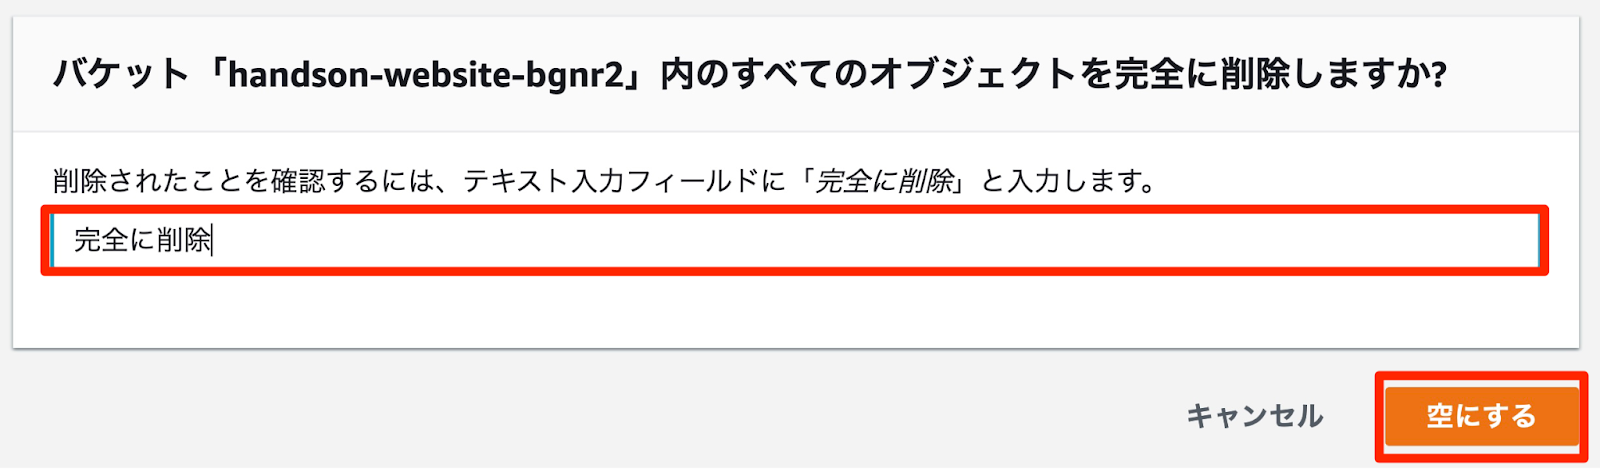 バケット「handson-website-bgnr2」内のすべてのオブジェクトを完全に削除しますか?
削除されたことを確認するには、テキスト入力フィールドに「完全に削除」と入力します。
完全に削除
キャンセル
空にする